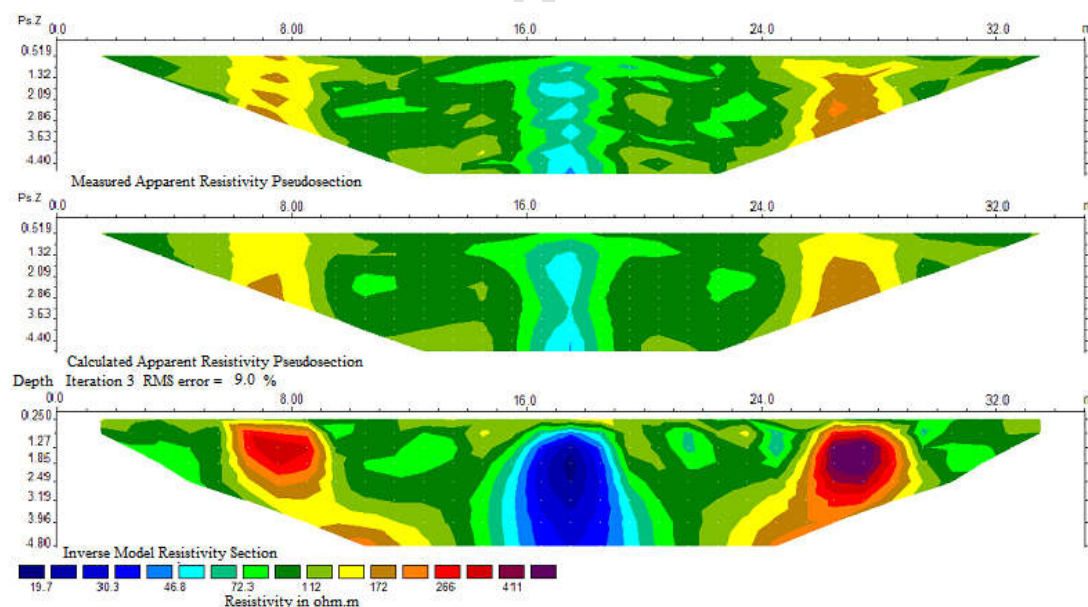 Ps.Z 0.0 8.00 16.0 24.0 32.0 m
0.519
1.32
2.09
2.86
3.63
4.40
Measured Apparent Resistivity Pseudosection
Ps.Z 0.0 8.00 16.0 24.0 32.0 m
0.519
1.32
2.09
2.86
3.63
4.40
Calculated Apparent Resistivity Pseudosection
Depth Iteration 3 RMS error = 9.0 %
0.0 8.00 16.0 24.0 32.0 m
0.250
1.27
1.85
2.49
3.19
3.96
4.80
Inverse Model Resistivity Section
19.7 30.3 46.8 72.3 112 172 266 411
Resistivity in ohm.m